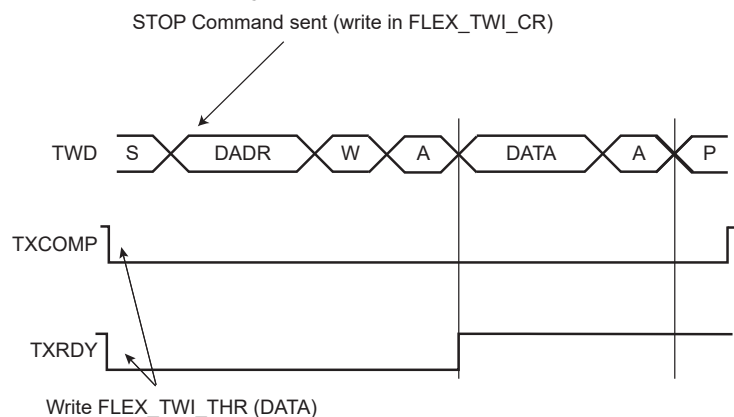 STOP Command sent (write in FLEX_TWI_CR)
TWD S DADR W A DATA A P
TXCOMP
TXRDY
Write FLEX_TWI_THR (DATA)